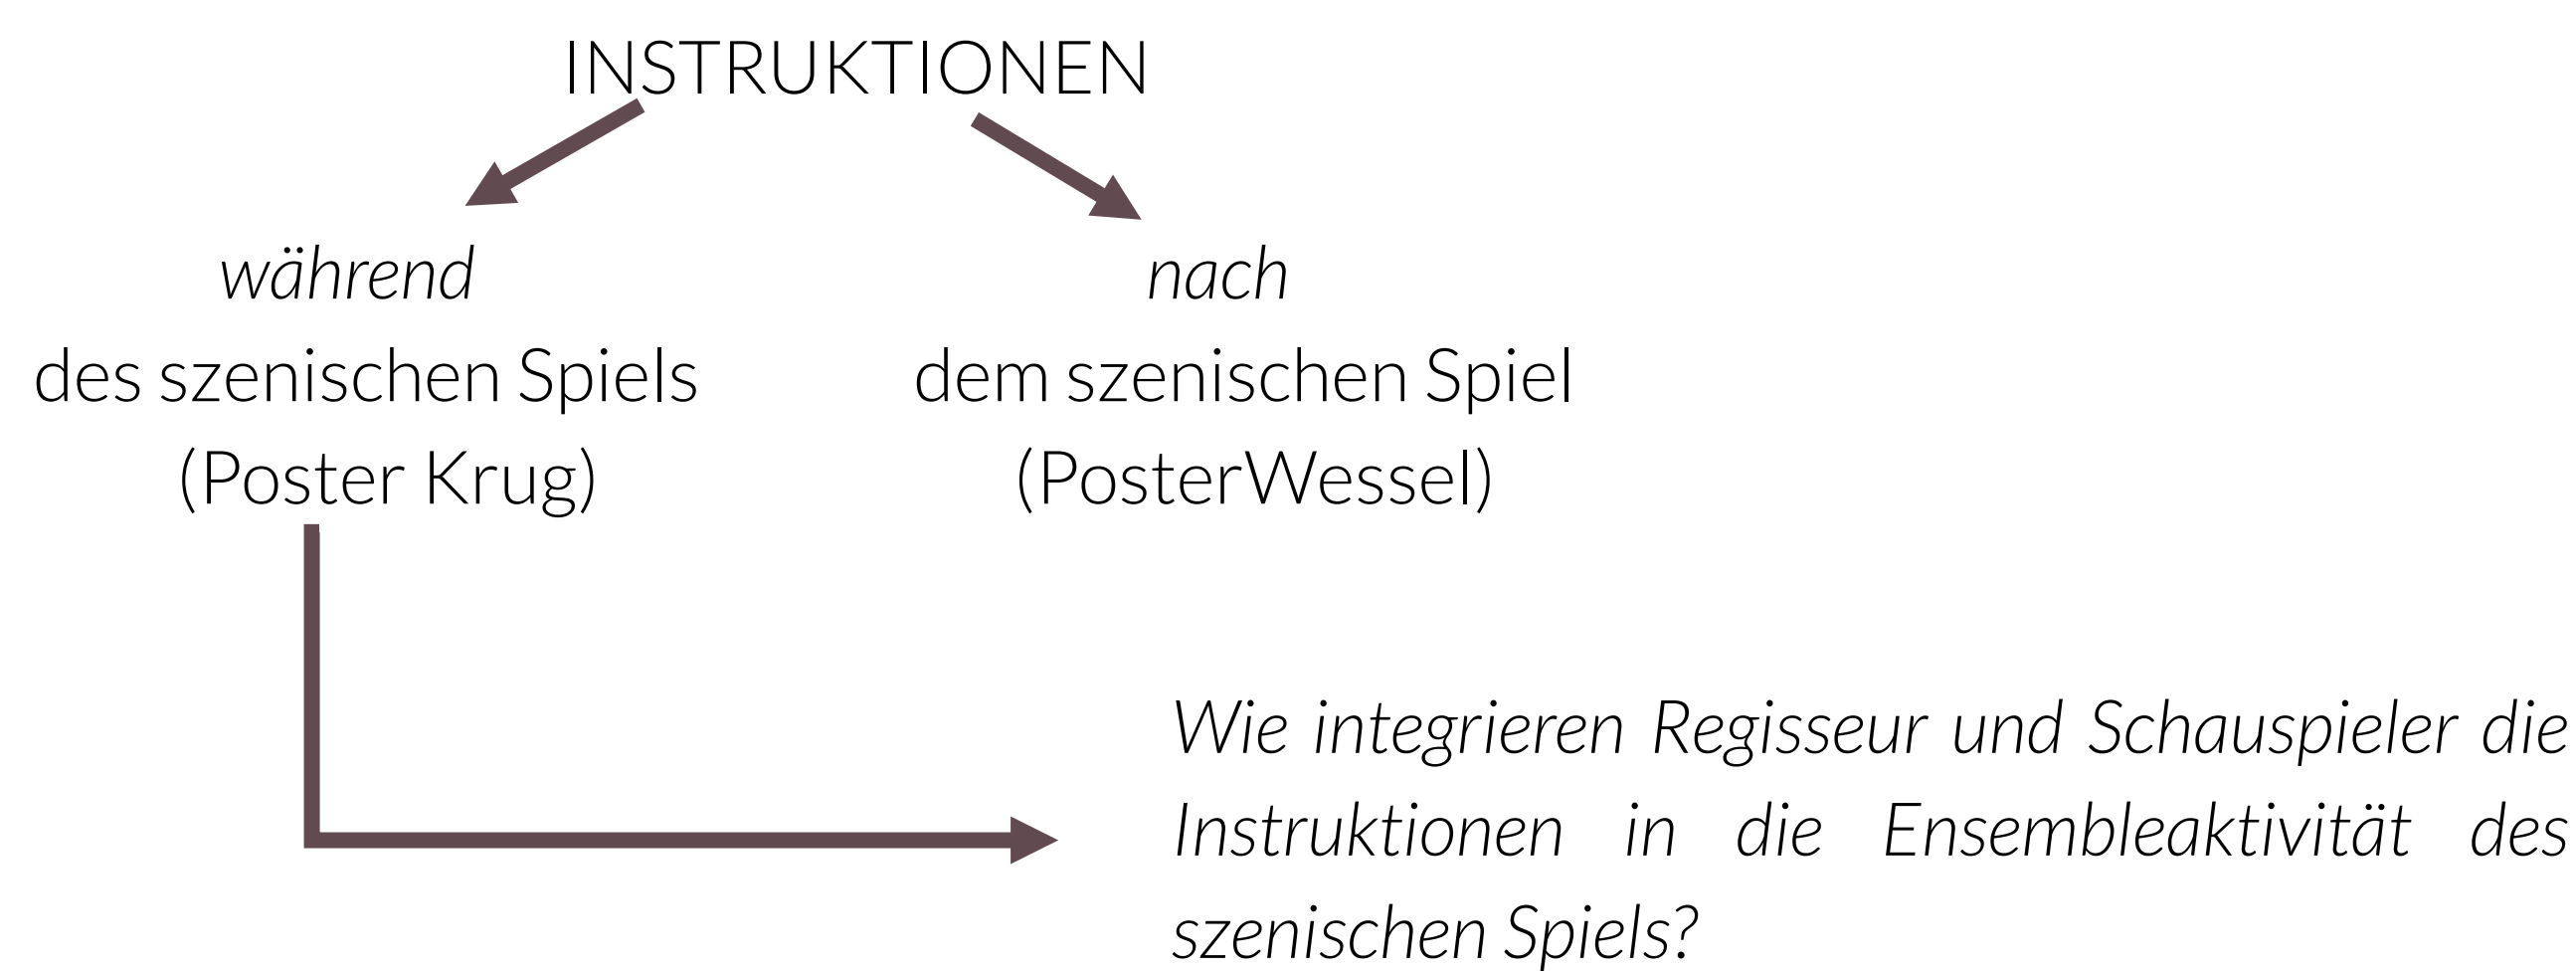 INSTRUKTIONEN
während
des szenischen Spiels
(Poster Krug)
nach
dem szenischen Spiel
(PosterWessel)
Wie integrieren Regisseur und Schauspieler die
Instruktionen in die Ensembleaktivität des
szenischen Spiels?